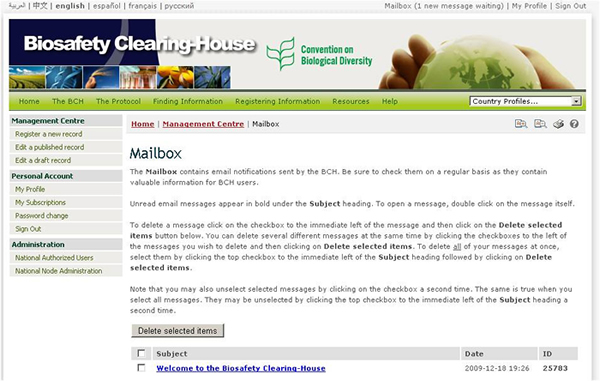 العربية | 中文 | english | español | français | русский
Mailbox (1 new message waiting) | My Profile | Sign Out
Biosafety Clearing-House
Convention on
Biological Diversity
Home The BCH The Protocol Finding Information Registering Information Resources Help Country Profiles...
Management Centre
Register a new record
Edit a published record
Edit a draft record
Personal Account
My Profile
My Subscriptions
Password change
Sign Out
Administration
National Authorized Users
National Node Administration
Home | Management Centre | Mailbox
Mailbox
The Mailbox contains email notifications sent by the BCH. Be sure to check them on a regular basis as they contain
valuable information for BCH users.
Unread email messages appear in bold under the Subject heading. To open a message, double click on the message itself.
To delete a message click on the checkbox to the immediate left of the message and then click on the Delete selected
items button below. You can delete several different messages at the same time by clicking the checkboxes to the left of
the messages you wish to delete and then clicking on Delete selected items. To delete all of your messages at once,
select them by clicking the top checkbox to the immediate left of the Subject heading followed by clicking on Delete
selected items.
Note that you may also unselect selected messages by clicking on the checkbox a second time. The same is true when you
select all messages. They may be unselected by clicking the top checkbox to the immediate left of the Subject heading a
second time.
Delete selected items
Subject Date ID
Welcome to the Biosafety Clearing-House 2009-12-18 19:26 25783